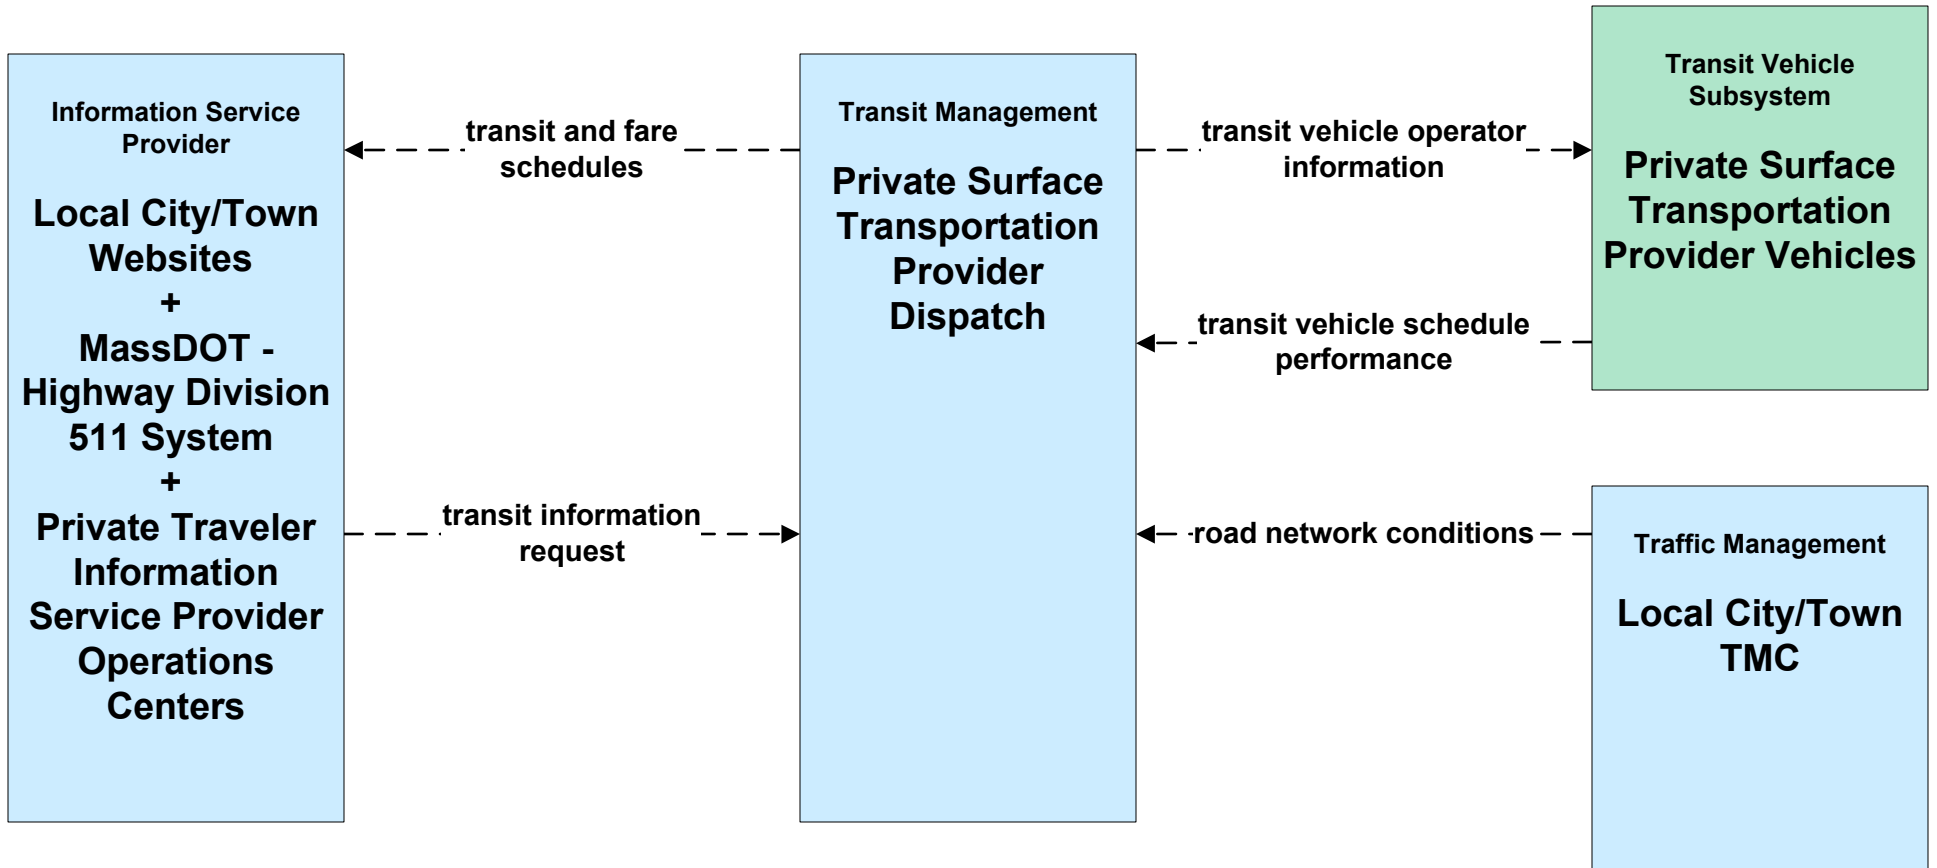 Information Service
Provider
Local City/Town
Websites
+
MassDOT -
Highway Division
511 System
+
Private Traveler
Information
Service Provider
Operations
Centers
transit and fare
schedules
transit information
request
Transit Management
Private Surface
Transportation
Provider
Dispatch
transit vehicle operator
information
transit vehicle schedule
performance
road network conditions
Transit Vehicle
Subsystem
Private Surface
Transportation
Provider Vehicles
Traffic Management
Local City/Town
TMC